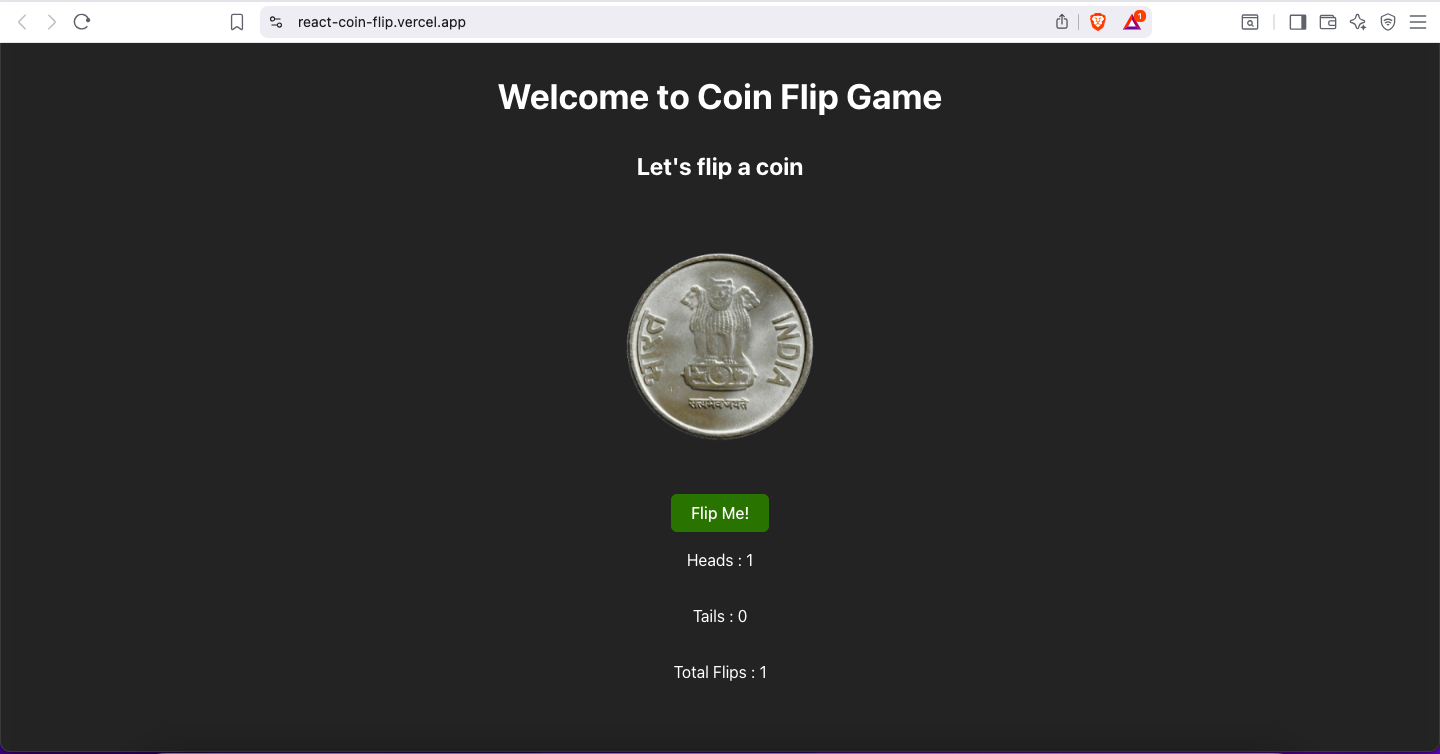 react-coin-flip.vercel.app
1
Welcome to Coin Flip Game
Let's flip a coin
भारत
INDIA
सत्यमेव जयते
Flip Me!
Heads : 1
Tails : 0
Total Flips : 1